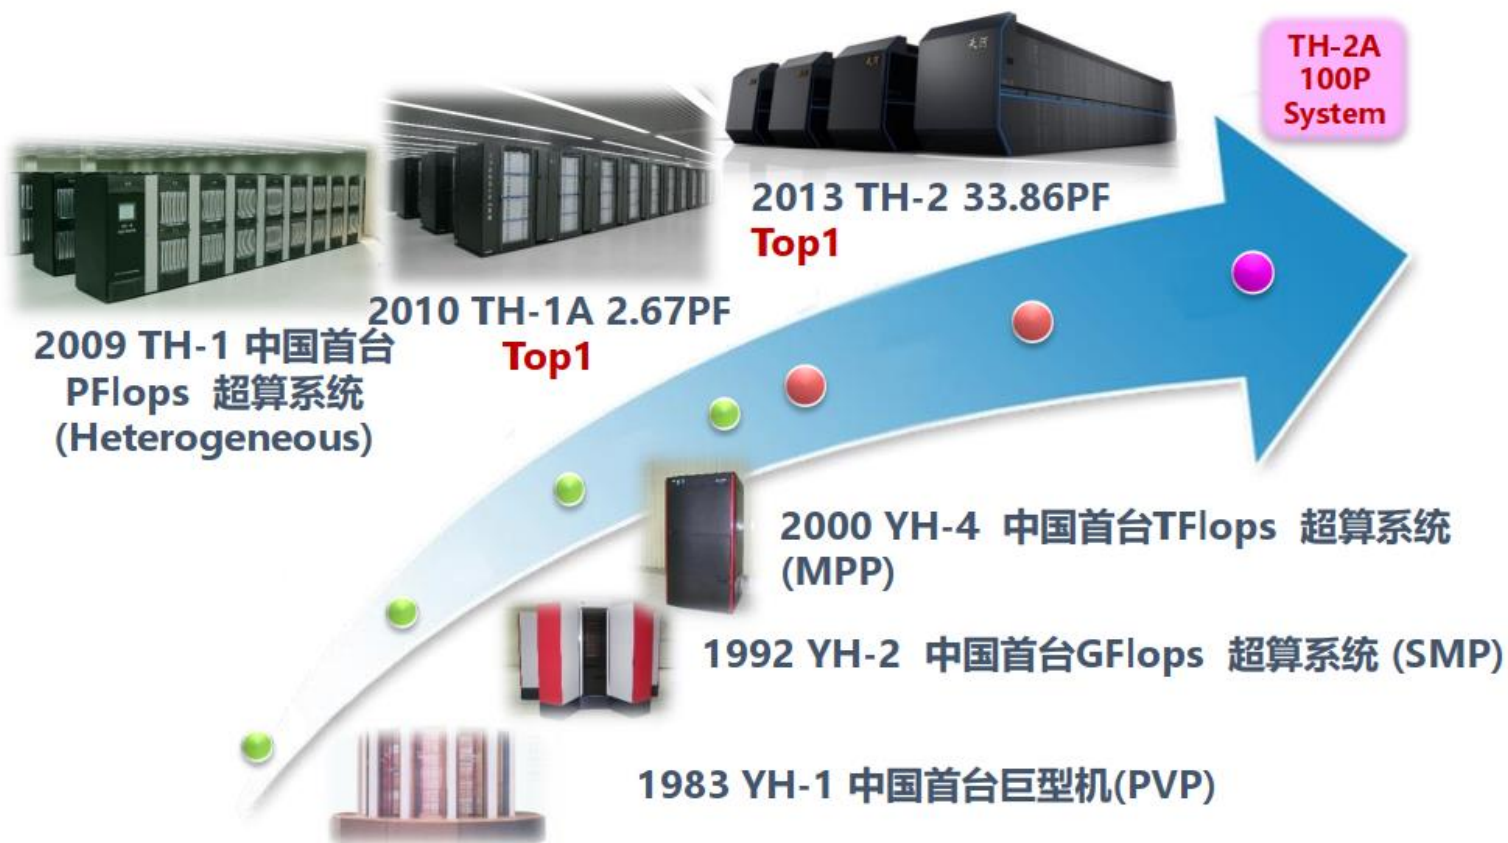 TH-2A
100P
System
天河
天河
2013 TH-2 33.86PF
Top1
2010 TH-1A 2.67PF
Top1
2009 TH-1 中国首台
PFlops 超算系统
(Heterogeneous)
2000 YH-4 中国首台TFlops 超算系统
(MPP)
1992 YH-2 中国首台GFlops 超算系统 (SMP)
1983 YH-1 中国首台巨型机(PVP)